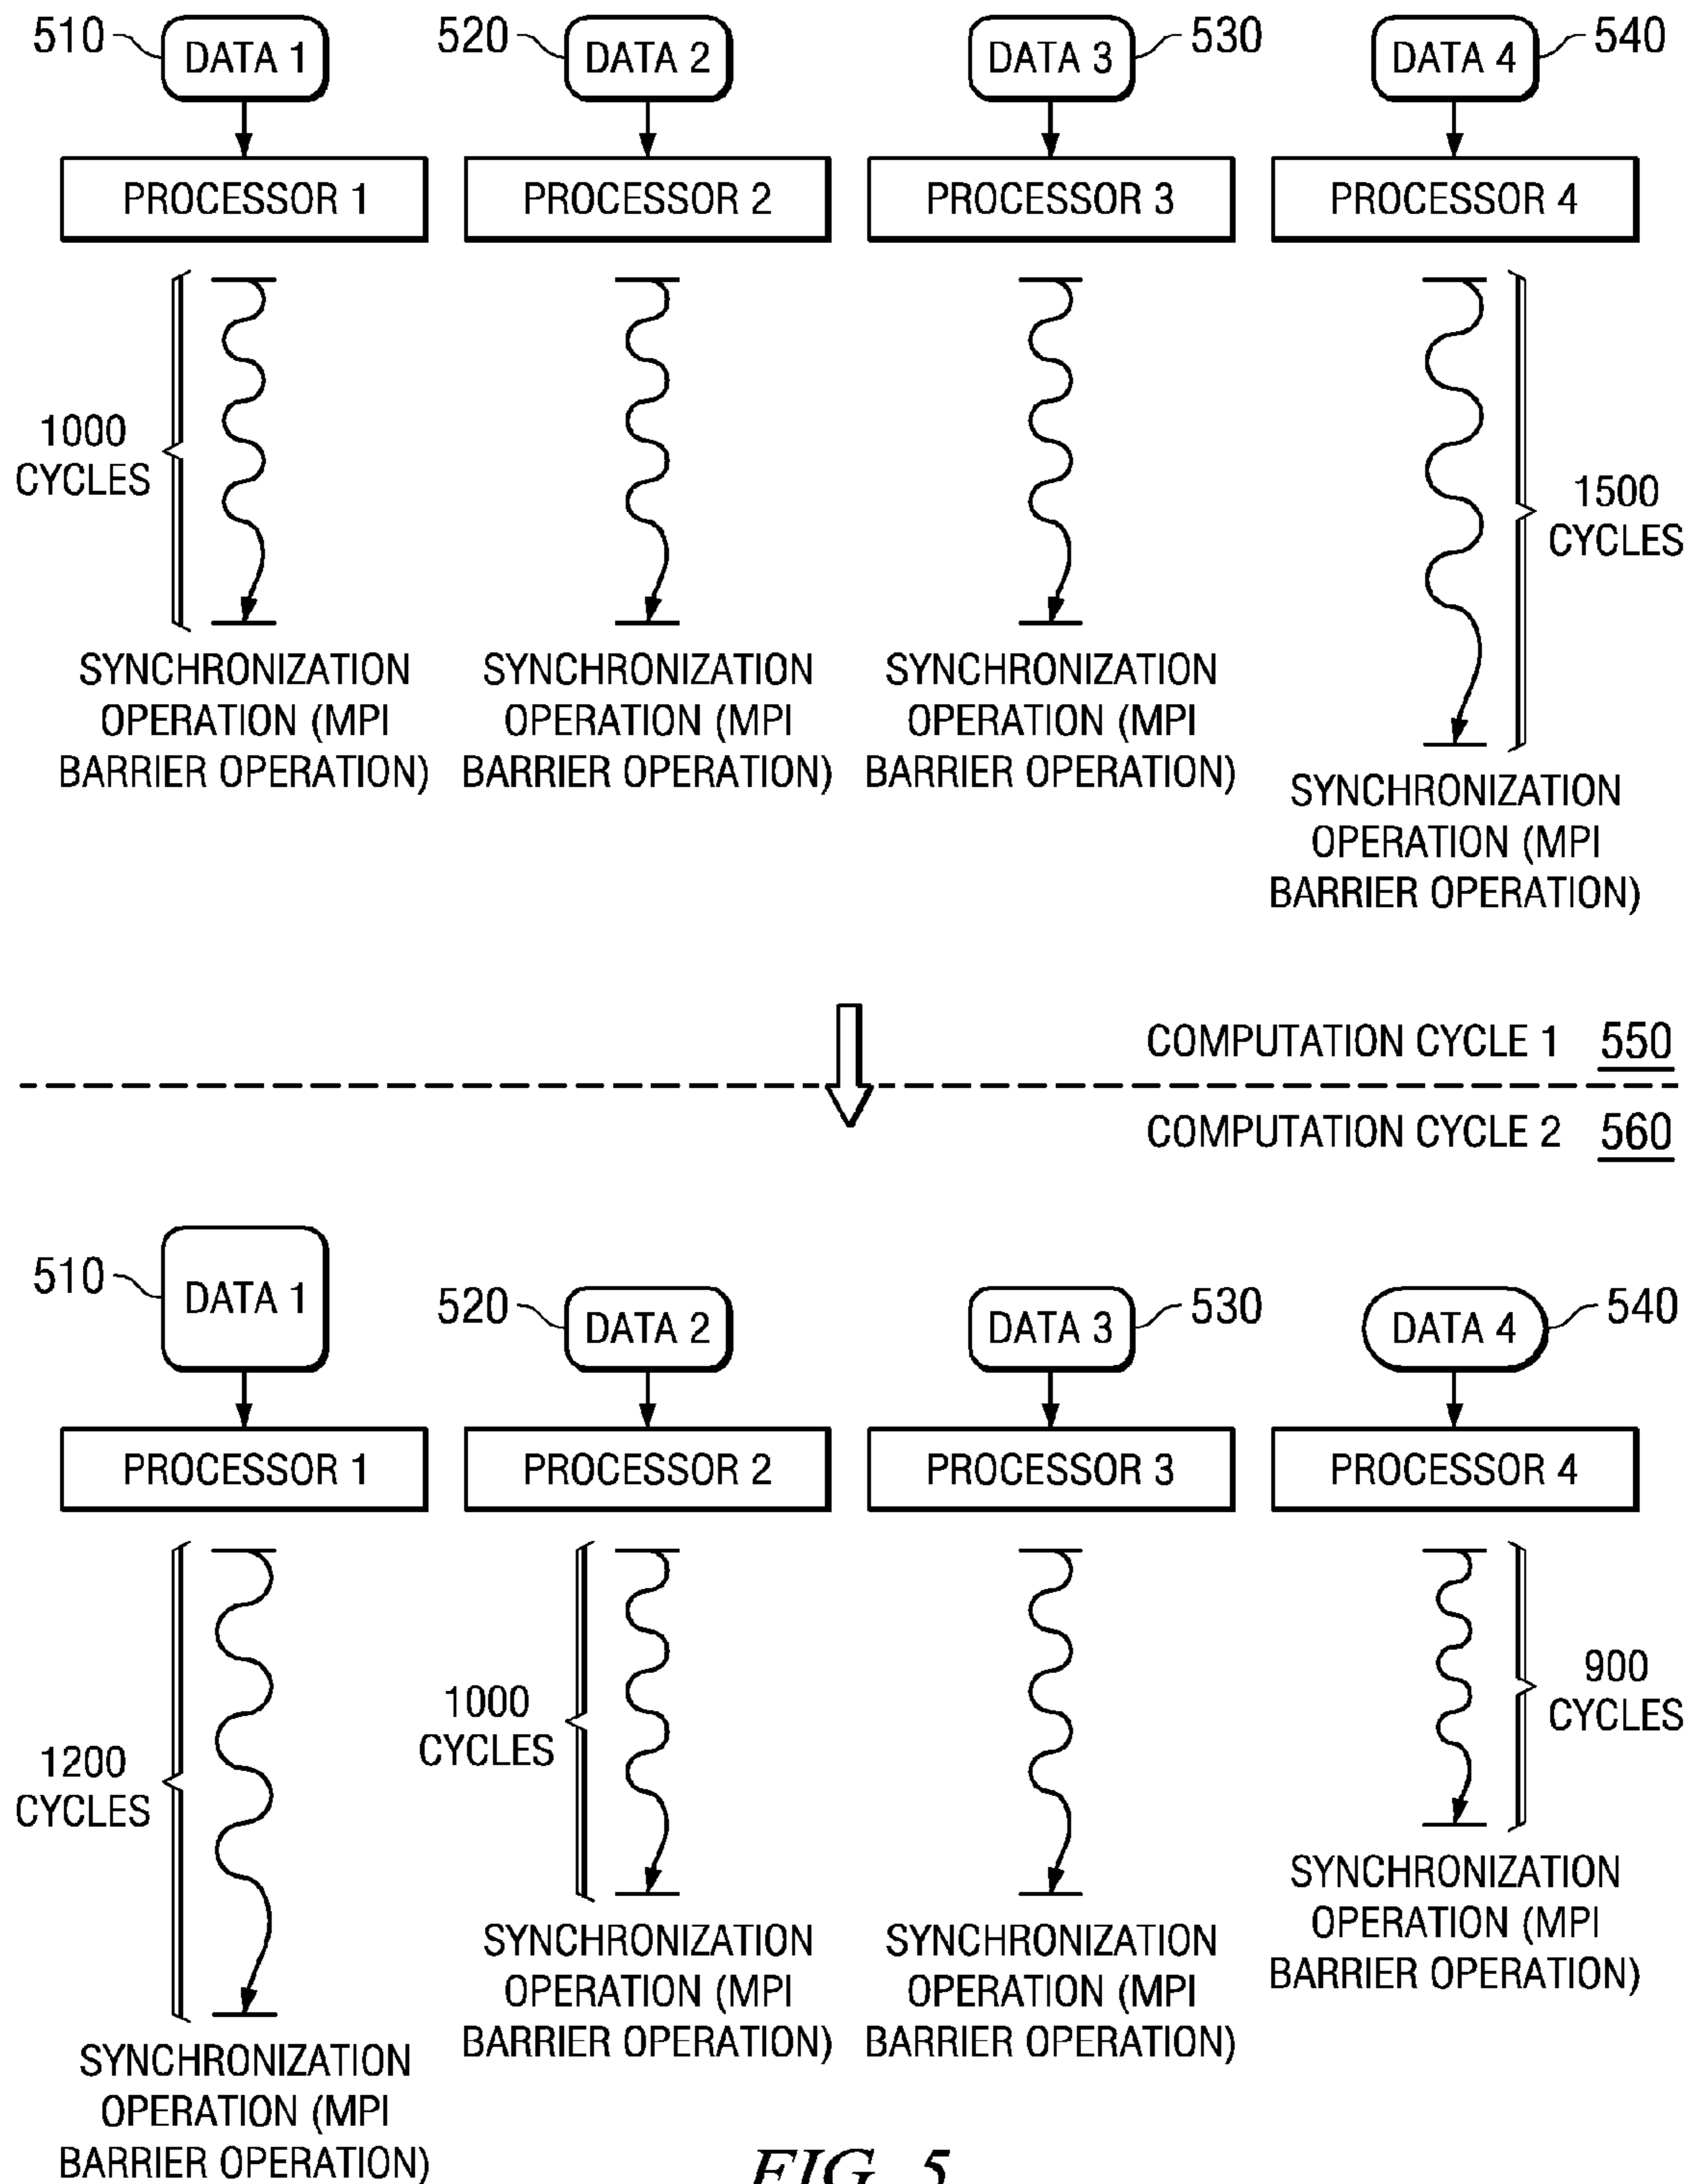 510
DATA 1
520
DATA 2
DATA 3
530
DATA 4
540
PROCESSOR 1
PROCESSOR 2
PROCESSOR 3
PROCESSOR 4
1000
CYCLES
1500
CYCLES
SYNCHRONIZATION
OPERATION (MPI
BARRIER OPERATION)
SYNCHRONIZATION
OPERATION (MPI
BARRIER OPERATION)
SYNCHRONIZATION
OPERATION (MPI
BARRIER OPERATION)
SYNCHRONIZATION
OPERATION (MPI
BARRIER OPERATION)
COMPUTATION CYCLE 1 550
COMPUTATION CYCLE 2 560
510
DATA 1
520
DATA 2
DATA 3
530
DATA 4
540
PROCESSOR 1
PROCESSOR 2
PROCESSOR 3
PROCESSOR 4
1200
CYCLES
1000
CYCLES
900
CYCLES
SYNCHRONIZATION
OPERATION (MPI
BARRIER OPERATION)
SYNCHRONIZATION
OPERATION (MPI
BARRIER OPERATION)
SYNCHRONIZATION
OPERATION (MPI
BARRIER OPERATION)
SYNCHRONIZATION
OPERATION (MPI
BARRIER OPERATION)
FIG. 5